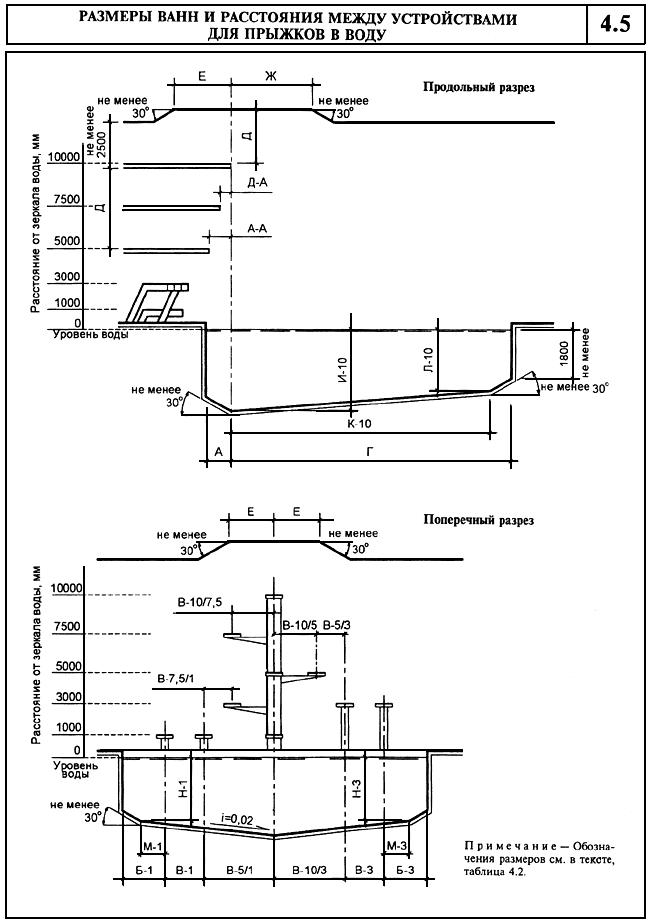 РАЗМЕРЫ ВАНН И РАССТОЯНИЯ МЕЖДУ УСТРОЙСТВАМИ
ДЛЯ ПРЫЖКОВ В ВОДУ
4.5
Продольный разрез
Е
Ж
не менее
30°
не менее
30°
Расстояние от зеркала воды, мм
не менее
2500
Д
10000
Д
Д-А
7500
А-А
5000
3000
1000
0
Уровень воды
И-10
Л-10
1800
не менее
не менее
30°
не менее 30°
К-10
А
Г
Поперечный разрез
Е
Е
не менее
30°
не менее
30°
Расстояние от зеркала воды, мм
10000
В-10/7,5
7500
В-10/5
В-5/3
5000
В-7,5/1
3000
1000
0
Уровень
воды
Н-1
Н-3
не менее
30°
i=0,02
М-1
М-3
Б-1
В-1
В-5/1
В-10/3
В-3
Б-3
Примечание — Обозна-
чения размеров см. в тексте,
таблица 4.2.